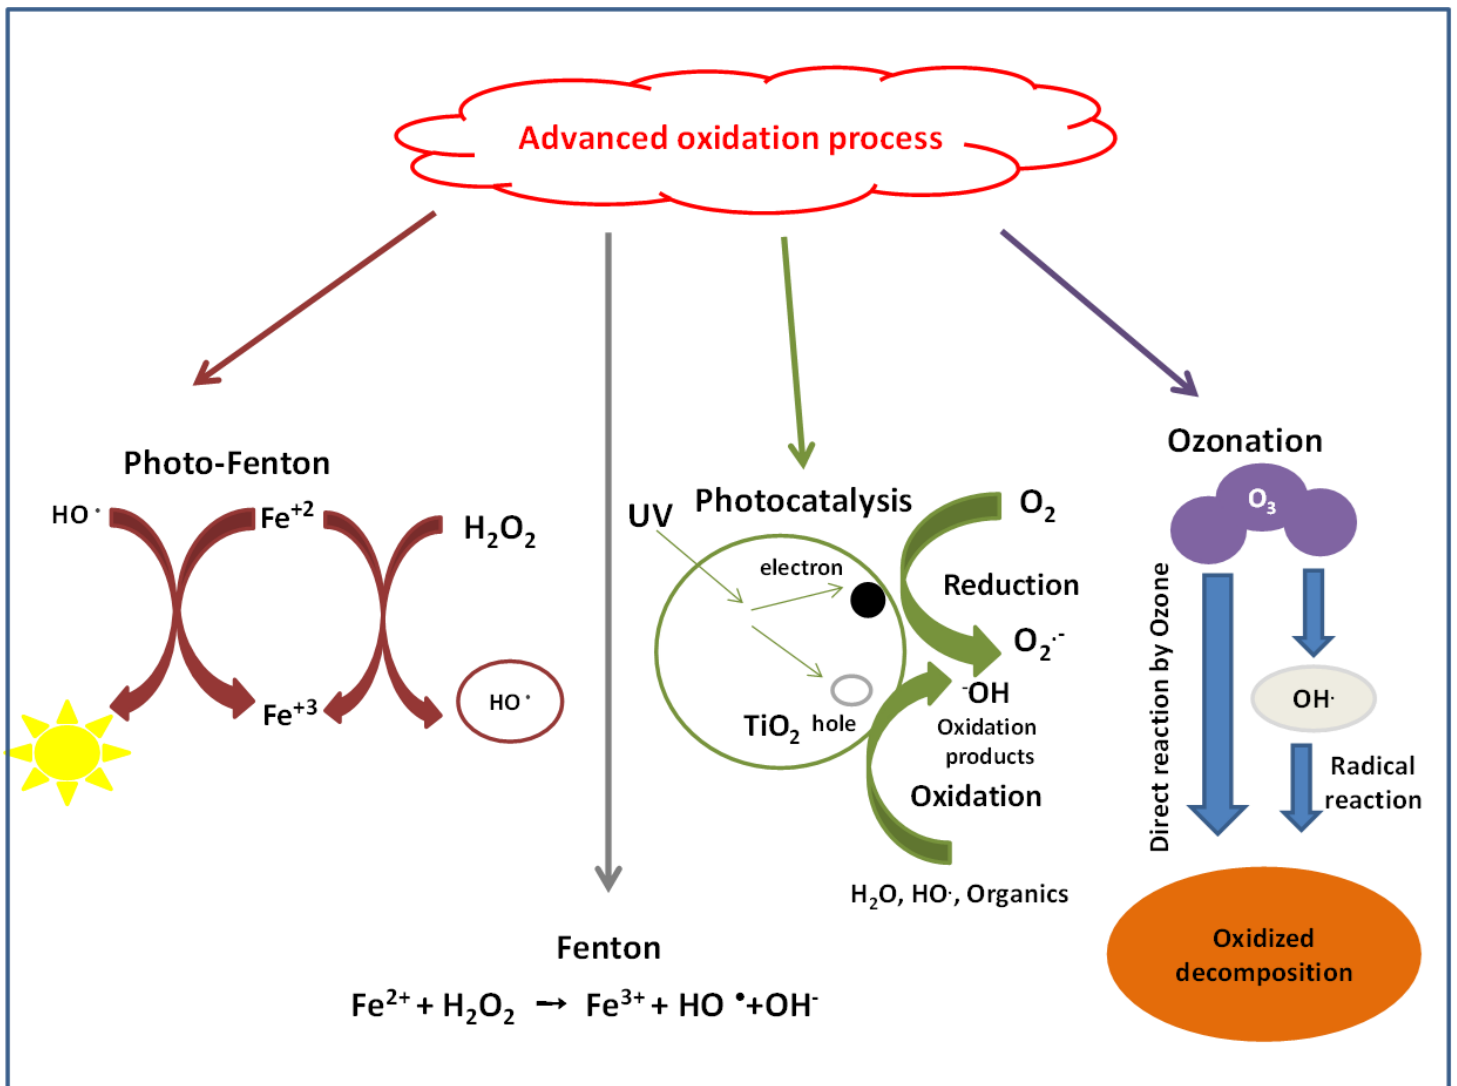 Advanced oxidation process
Photo-Fenton
HO•
Fe⁺²
H₂O₂
Fe⁺³
HO•
Fenton
Fe²⁺ + H₂O₂ → Fe³⁺ + HO •+OH⁻
Photocatalysis
UV
electron
hole
TiO₂
O₂
Reduction
O₂·⁻
⁻OH
Oxidation
products
Oxidation
H₂O, HO·, Organics
Ozonation
O₃
Direct reaction by Ozone
OH·
Radical
reaction
Oxidized
decomposition